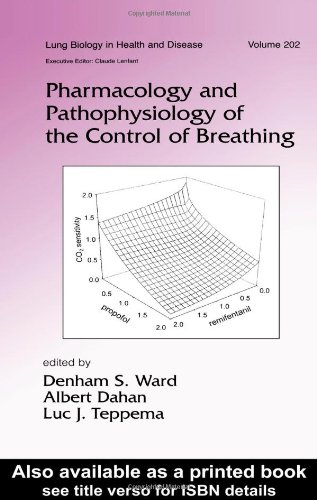 Lung Biology in Health and Disease Volume 202
Executive Editor: Claude Lenfant
Pharmacology and
Pathophysiology of
the Control of Breathing
2.0
1.5
1.0
0.5
0.0
CO2 sensitivity
0.5
1.0
1.5
2.0
propofol
0.0
0.5
1.0
1.5
2.0
remifentanil
edited by
Denham S. Ward
Albert Dahan
Luc J. Teppema
Also available as a printed book
see title verso for ISBN details